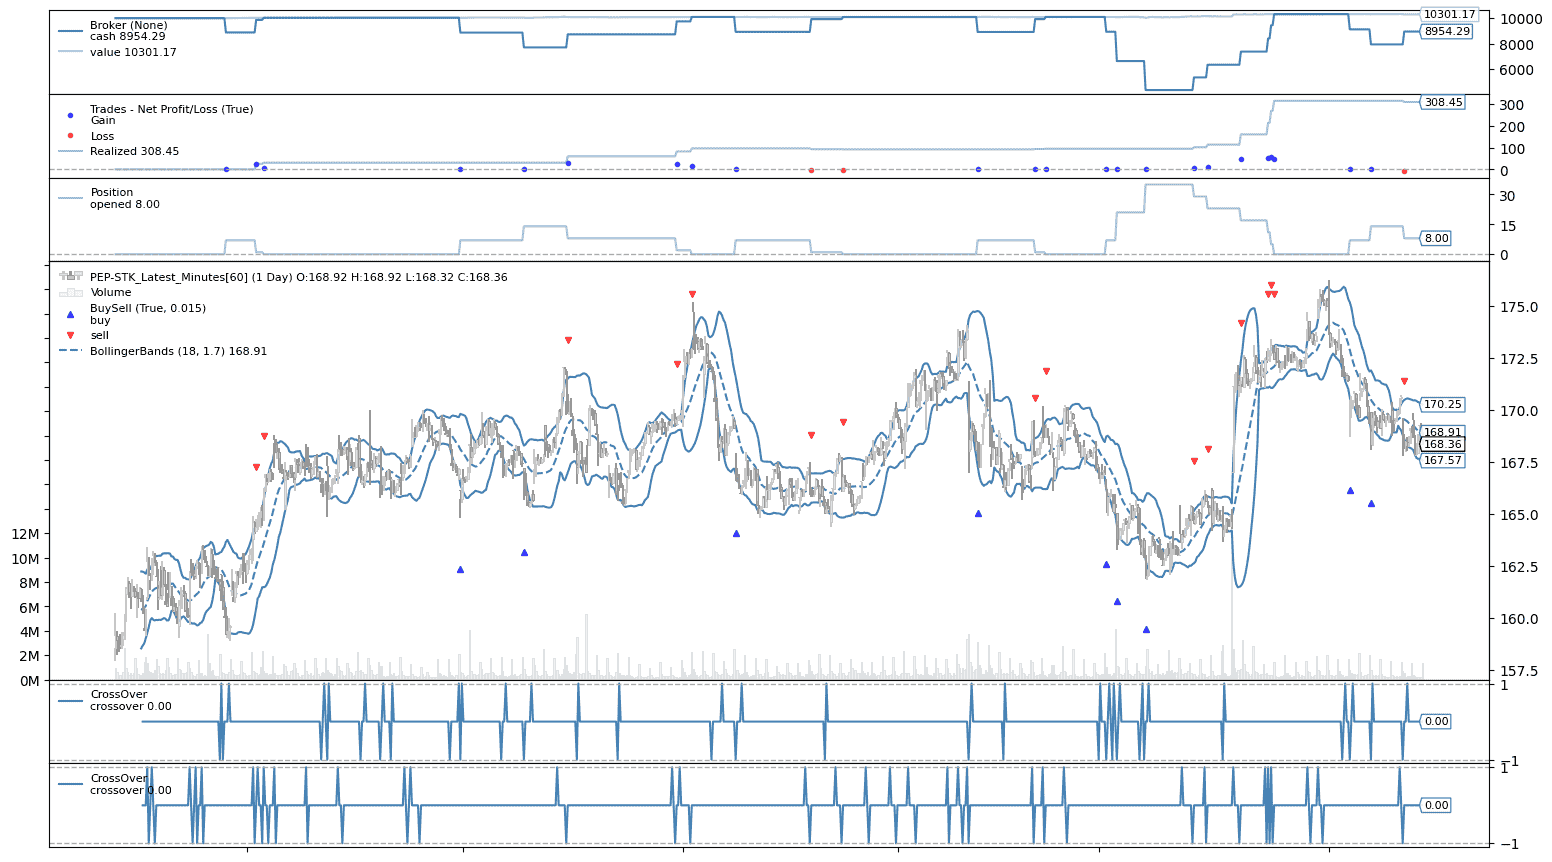 Broker (None)
cash 8954.29
value 10301.17
10301.17
10000
8954.29
8000
6000
Trades - Net Profit/Loss (True)
Gain
Loss
Realized 308.45
308.45
300
200
100
0
Position
opened 8.00
30
15
8.00
0
PEP-STK_Latest_Minutes[60] (1 Day) O:168.92 H:168.92 L:168.32 C:168.36
Volume
BuySell (True, 0.015)
buy
sell
BollingerBands (18, 1.7) 168.91
175.0
172.5
170.25
170.0
168.91
168.36
167.57
167.5
165.0
162.5
160.0
157.5
12M
10M
8M
6M
4M
2M
0M
CrossOver
crossover 0.00
1
0.00
−1
CrossOver
crossover 0.00
1
0.00
−1